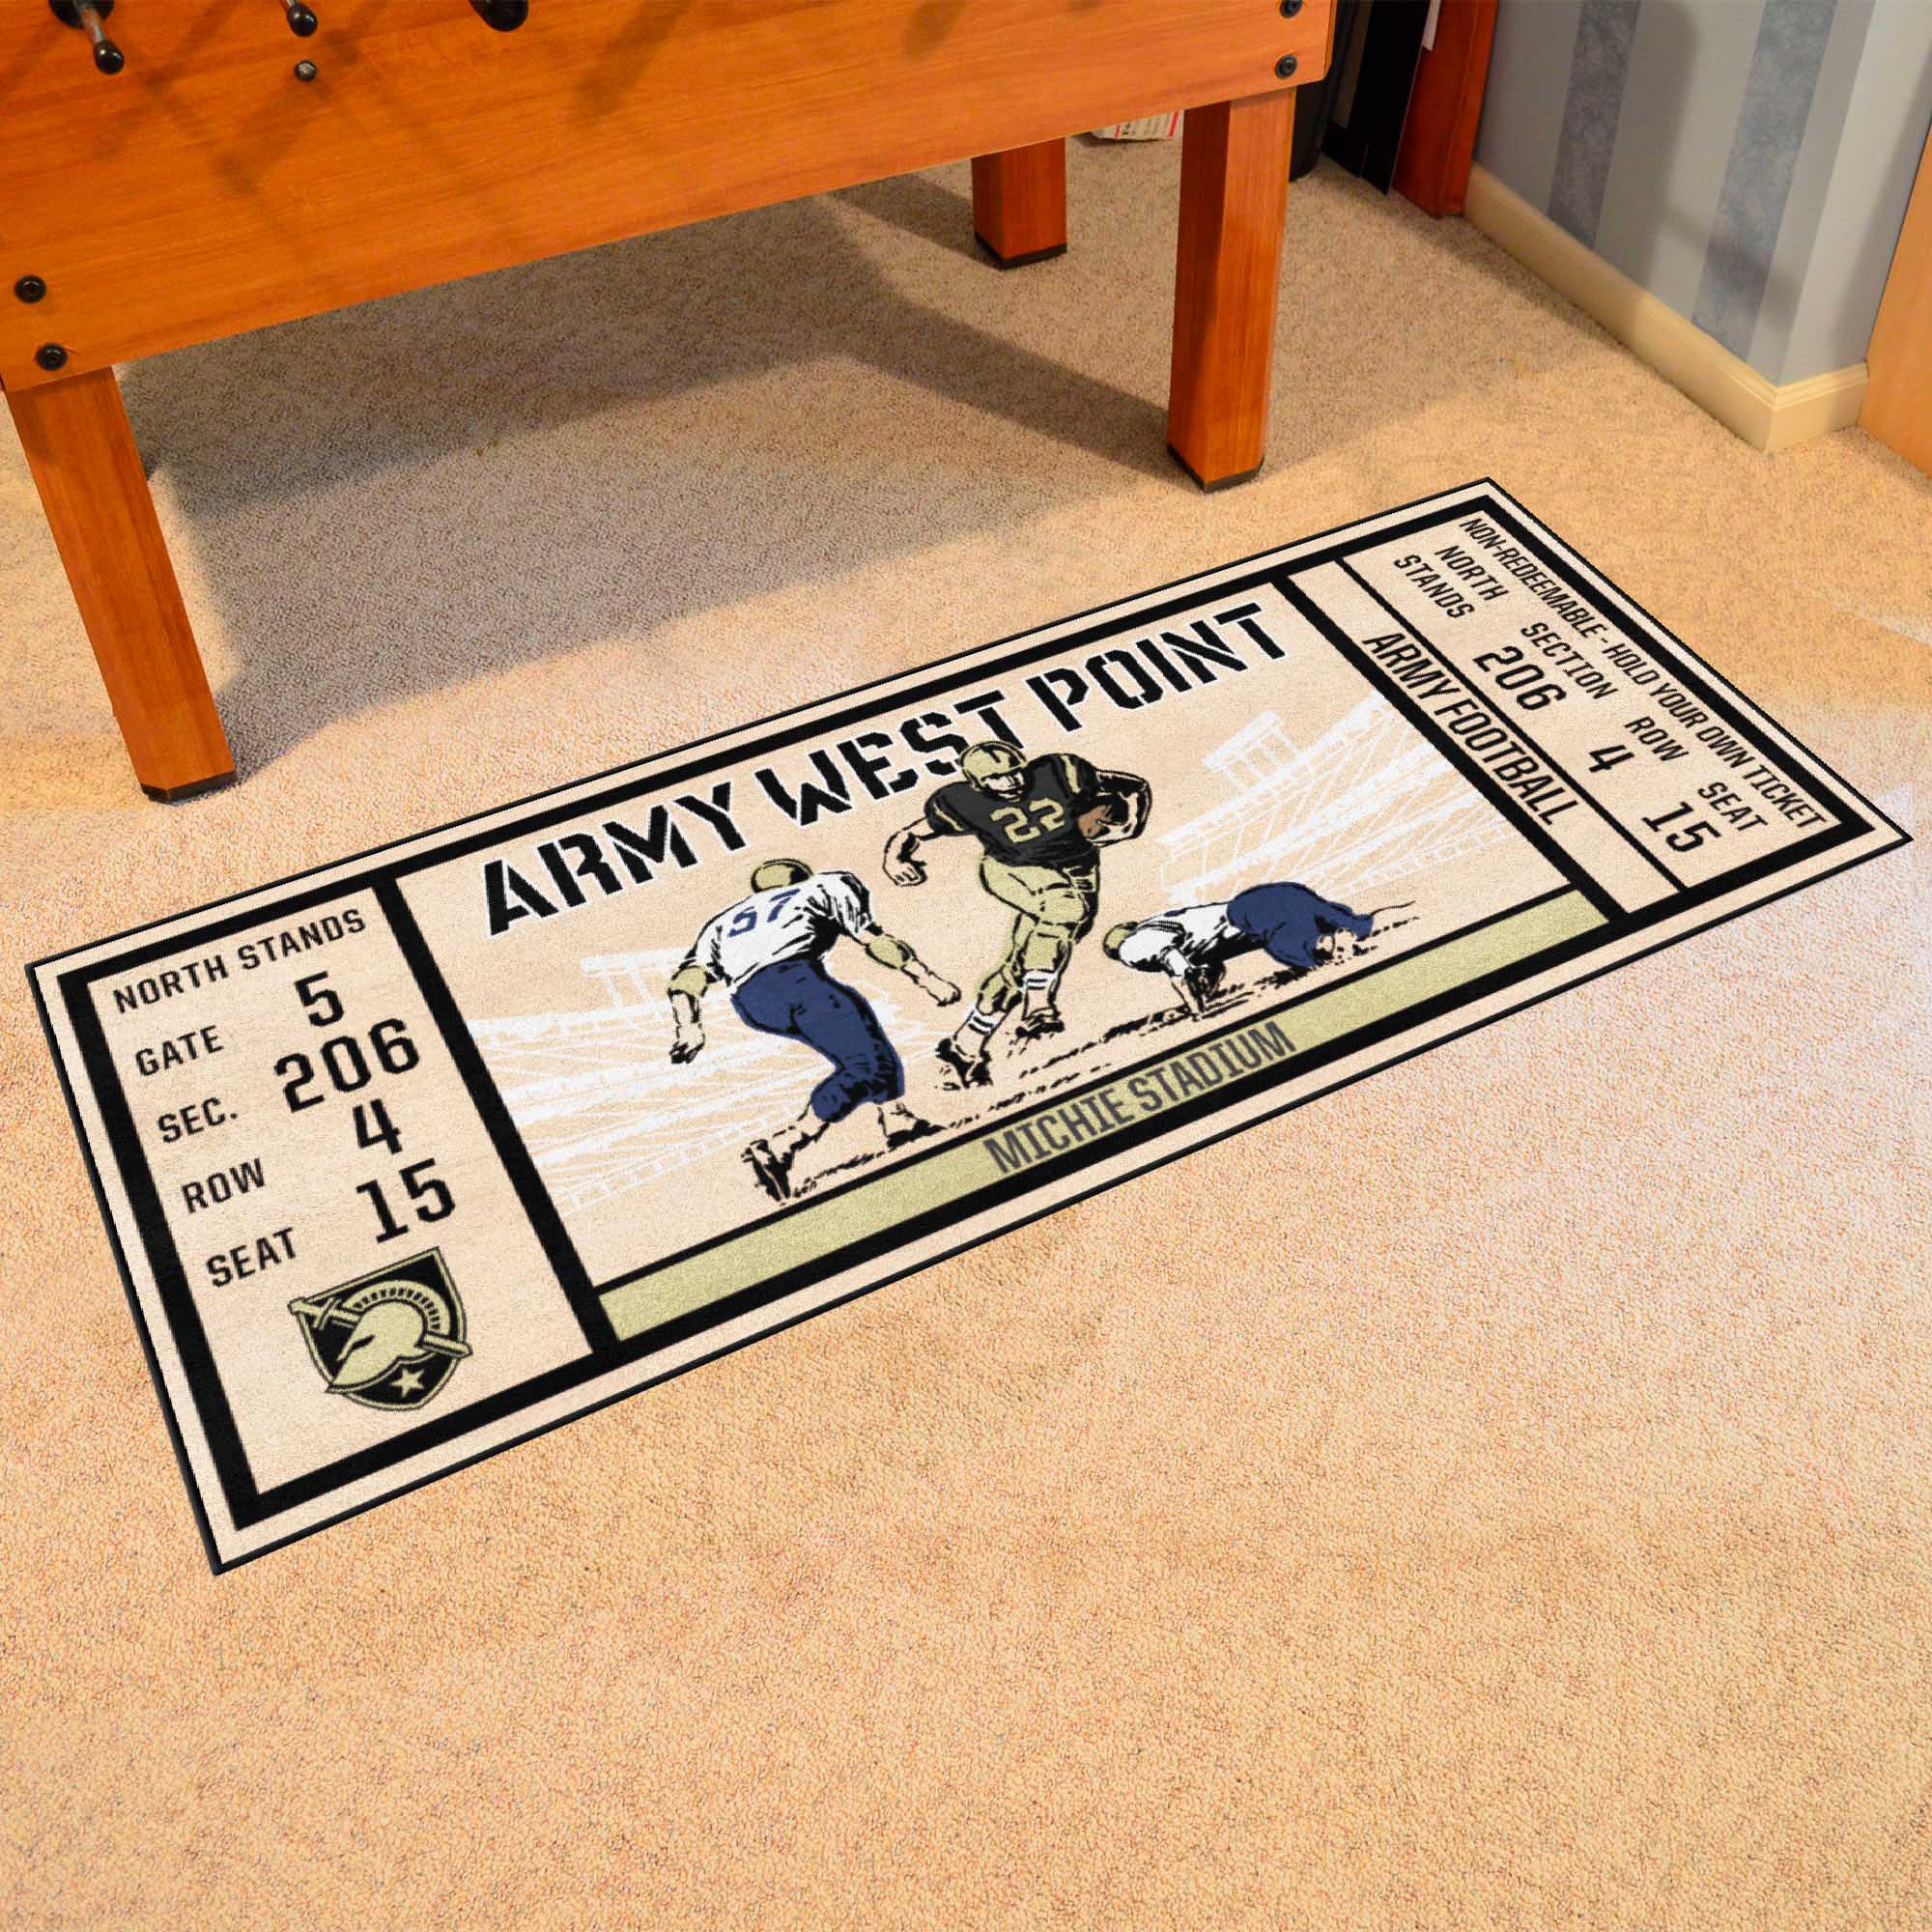 NORTH STANDS
GATE 5
SEC. 206
ROW 4
SEAT 15
ARMY WEST POINT
57
22
MICHIE STADIUM
ARMY FOOTBALL
NORTH STANDS
SECTION 206
ROW 4
SEAT 15
NON-REDEEMABLE - HOLD YOUR OWN TICKET